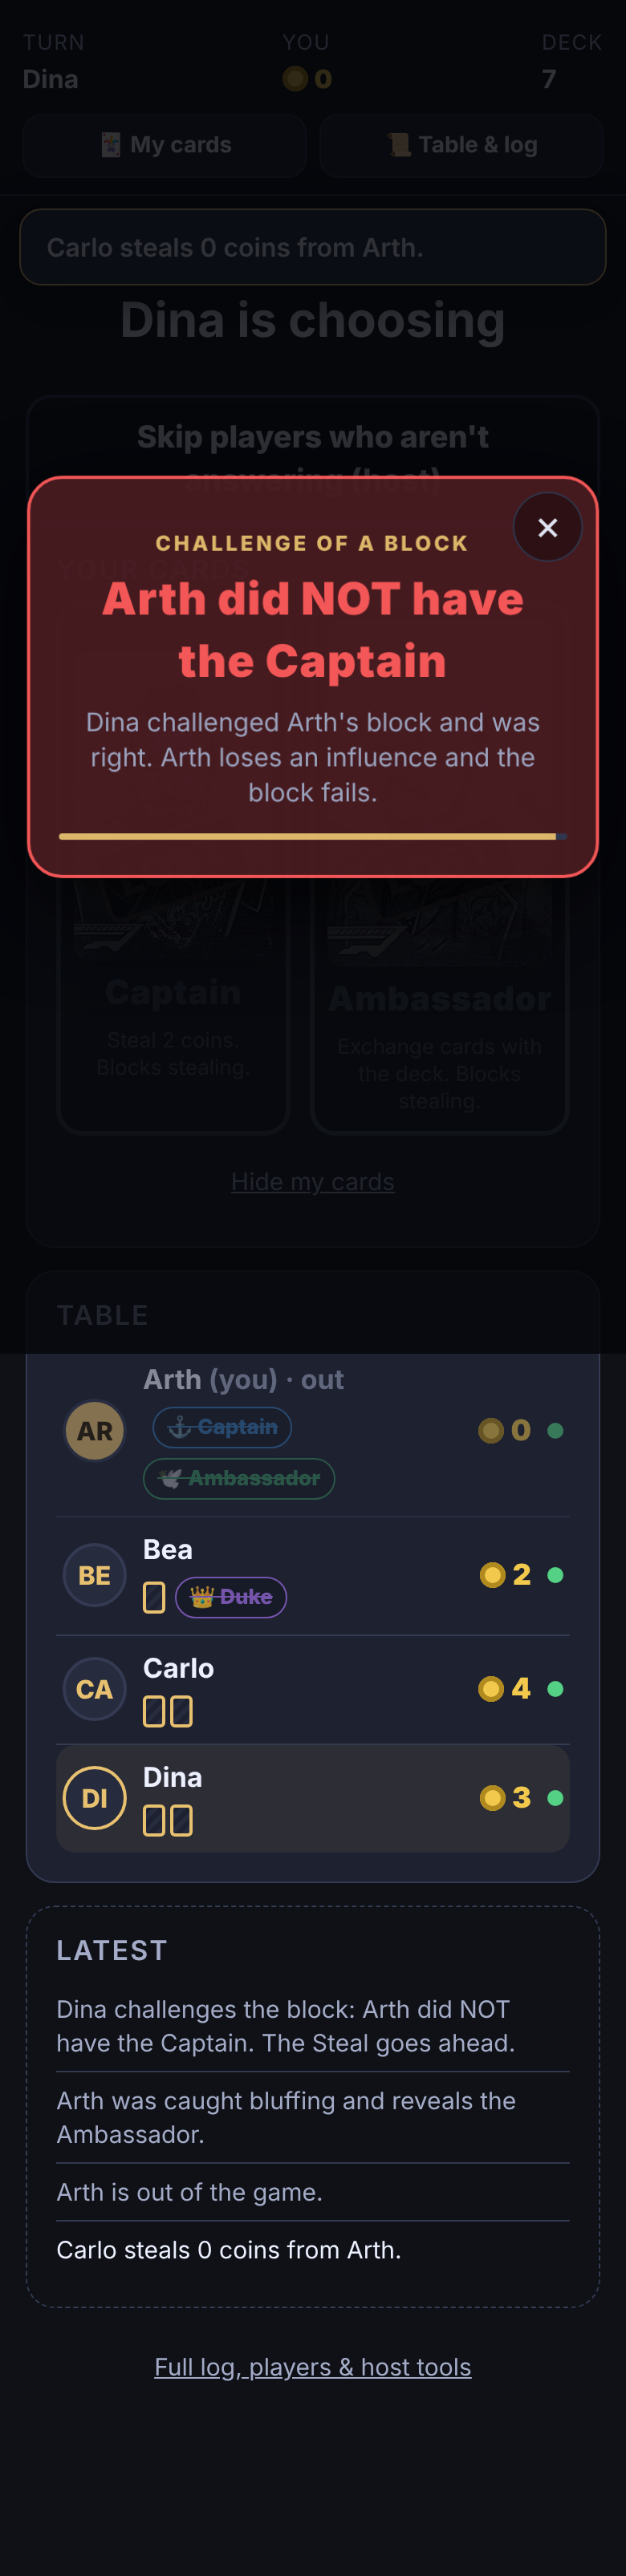 TURN
YOU
DECK
Dina
0
7
🃏 My cards
📜 Table & log
Carlo steals 0 coins from Arth.
Dina is choosing
Skip players who aren't
answering (host)
YOUR CARDS
CHALLENGE OF A BLOCK
Arth did NOT have
the Captain
Dina challenged Arth's block and was
right. Arth loses an influence and the
block fails.
Captain
Ambassador
Steal 2 coins.
Blocks stealing.
Exchange cards with
the deck. Blocks
stealing.
Hide my cards
TABLE
AR
Arth (you) · out
⚓ Captain
🕊 Ambassador
0
BE
Bea
👑 Duke
2
CA
Carlo
4
DI
Dina
3
LATEST
Dina challenges the block: Arth did NOT
have the Captain. The Steal goes ahead.
Arth was caught bluffing and reveals the
Ambassador.
Arth is out of the game.
Carlo steals 0 coins from Arth.
Full log, players & host tools